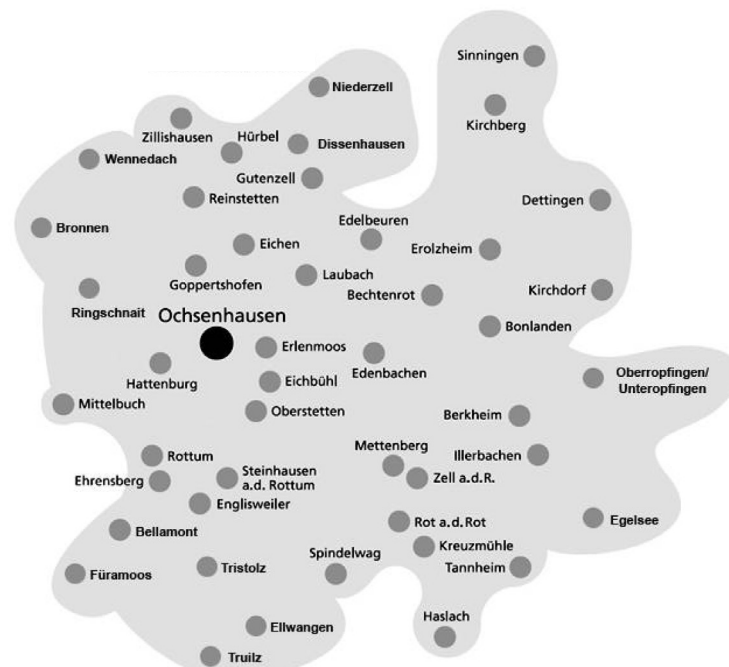 Sinningen
Niederzell
Kirchberg
Zillishausen
Hürbel
Dissenhausen
Wennedach
Gutenzell
Reinstetten
Dettingen
Edelbeuren
Bronnen
Eichen
Erolzheim
Goppertshofen
Laubach
Bechtenrot
Kirchdorf
Ringschnait
Ochsenhausen
Bonlanden
Erlenmoos
Edenbachen
Hattenburg
Eichbühl
Oberropfingen/
Unteropfingen
Mittelbuch
Oberstetten
Berkheim
Mettenberg
Illerbachen
Rottum
Steinhausen
a.d. Rottum
Zell a.d.R.
Ehrensberg
Englisweiler
Bellamont
Rot a.d.Rot
Egelsee
Kreuzmühle
Spindelwag
Tannheim
Füramoos
Tristolz
Haslach
Ellwangen
Truilz